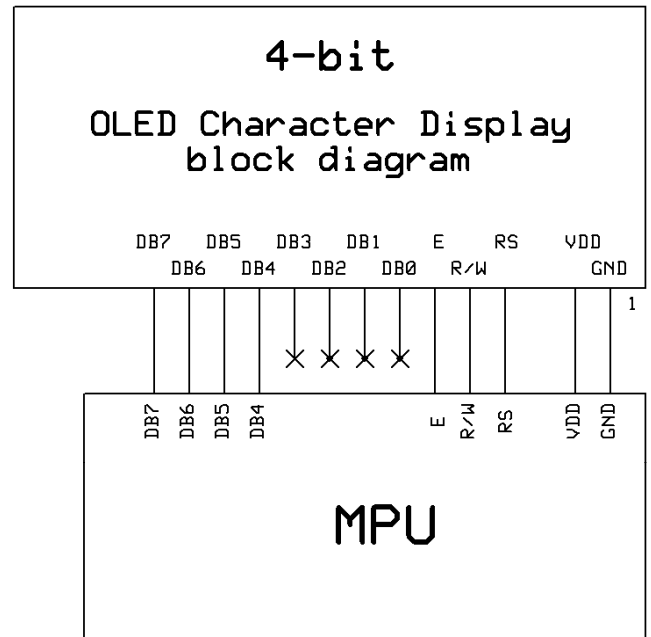 4-bit
OLED Character Display
block diagram
DB7 DB5 DB3 DB1 E RS VDD
DB6 DB4 DB2 DB0 R/W GND
1
DB7 DB6 DB5 DB4 E R/W RS VDD GND
MPU